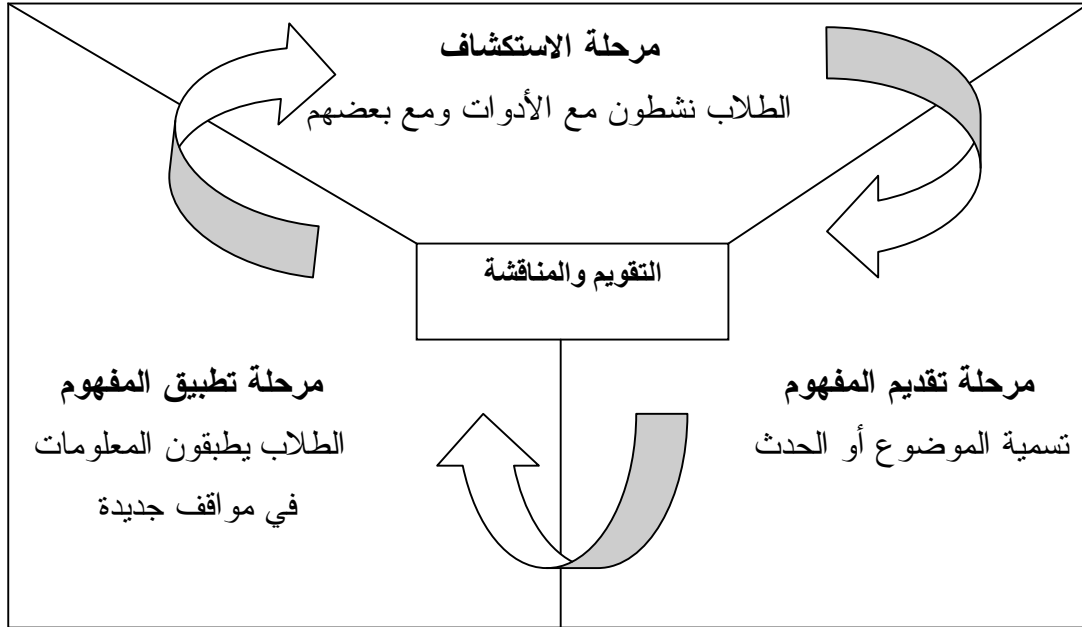 مرحلة الاستكشاف
الطلاب نشطون مع الأدوات ومع بعضهم
التقويم والمناقشة
مرحلة تقديم المفهوم
تسمية الموضوع أو الحدث
مرحلة تطبيق المفهوم
الطلاب يطبقون المعلومات
في مواقف جديدة